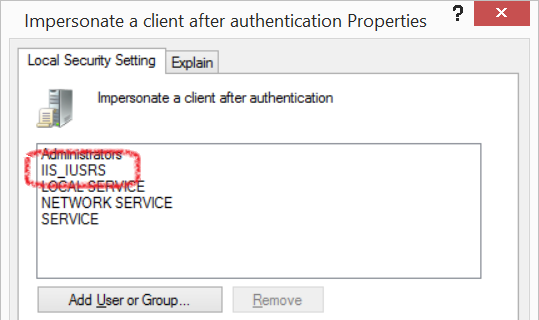 Impersonate a client after authentication Properties
? x
Local Security Setting Explain
Impersonate a client after authentication
Administrators
IIS_IUSRS
LOCAL SERVICE
NETWORK SERVICE
SERVICE
Add User or Group... Remove